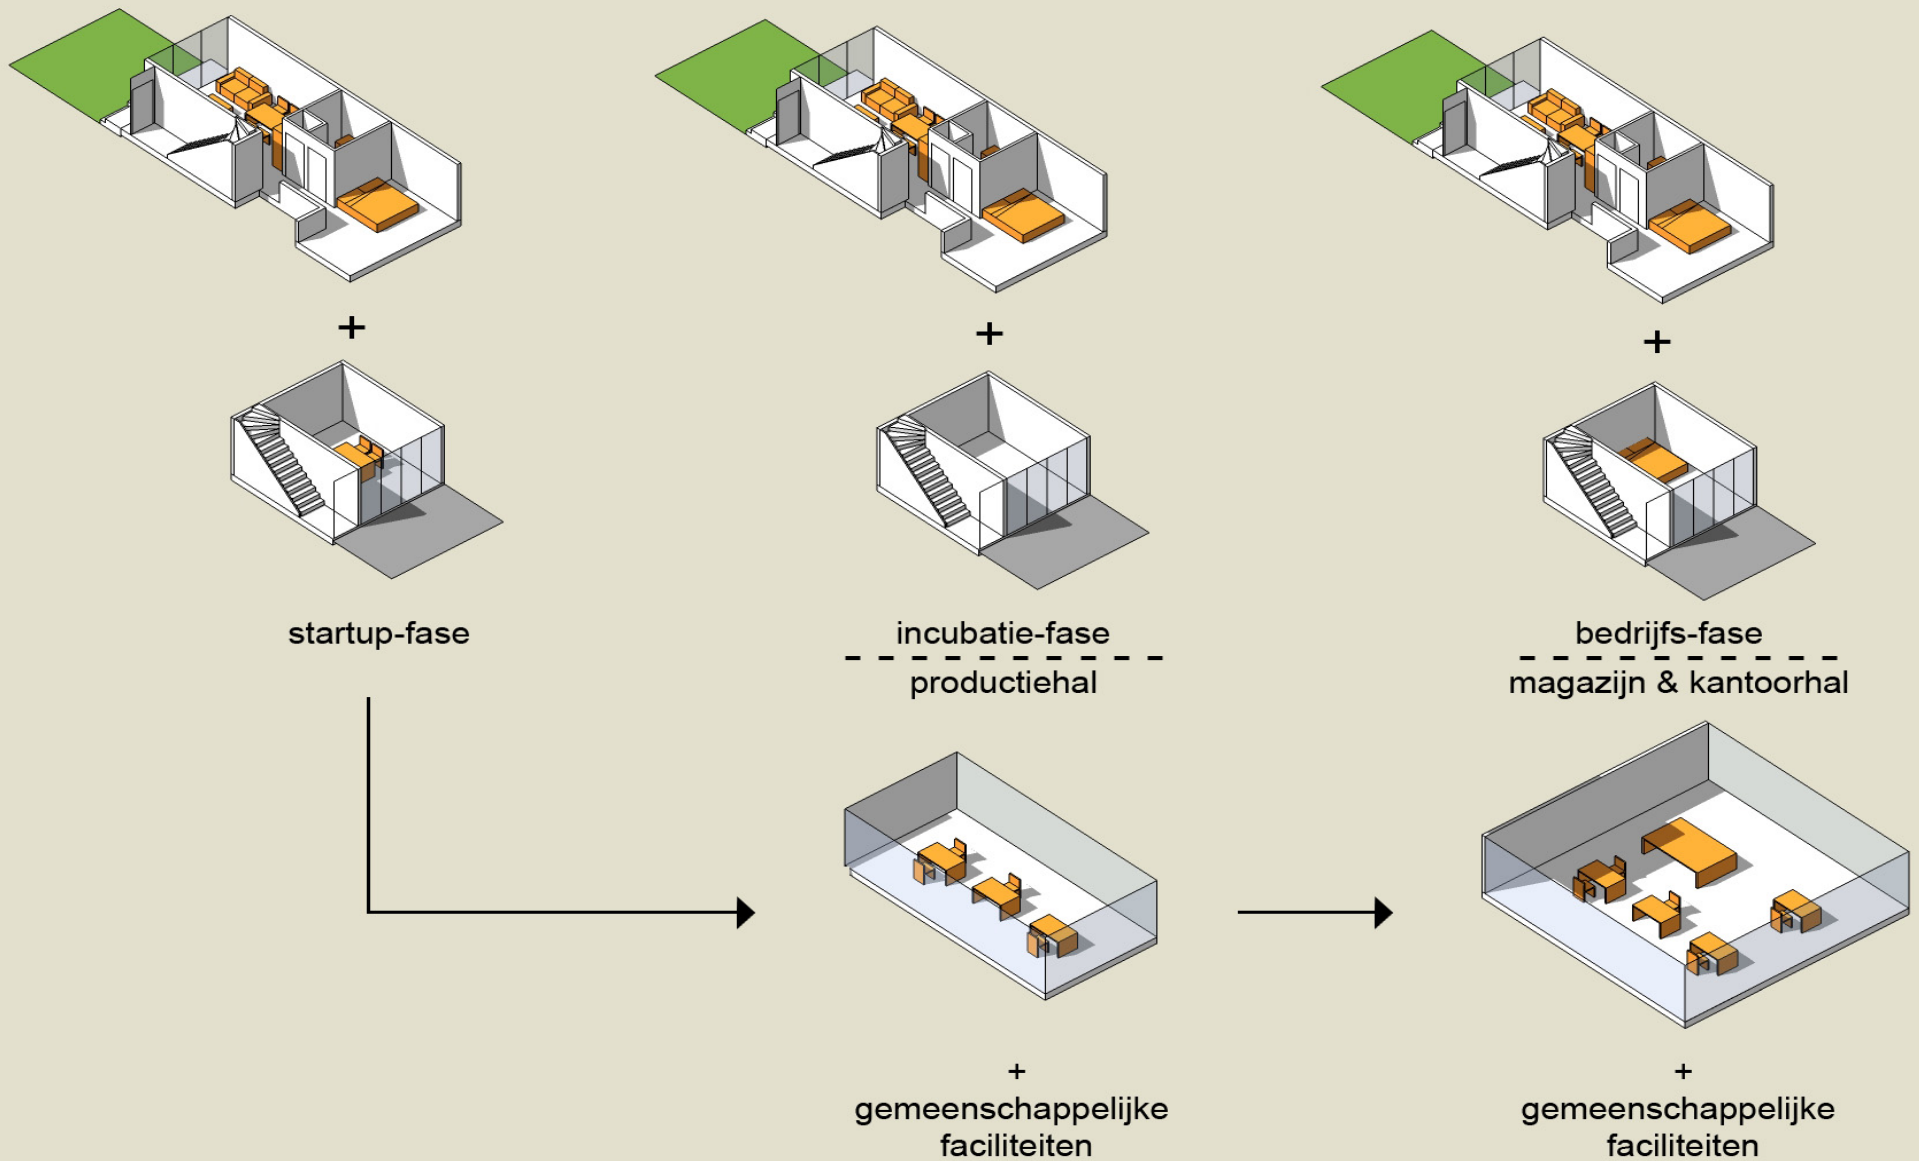 +
+
+
startup-fase
incubatie-fase
productiehal
bedrijfs-fase
magazijn & kantoorhal
+
gemeenschappelijke
faciliteiten
+
gemeenschappelijke
faciliteiten